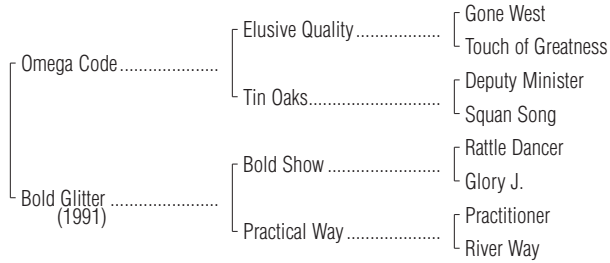 Gone West
Elusive Quality..................
Touch of Greatness
Omega Code.....................
Deputy Minister
Tin Oaks............................
Squan Song
Rattle Dancer
Bold Show ........................
Glory J.
Bold Glitter .......................
(1991)
Practitioner
Practical Way....................
River Way